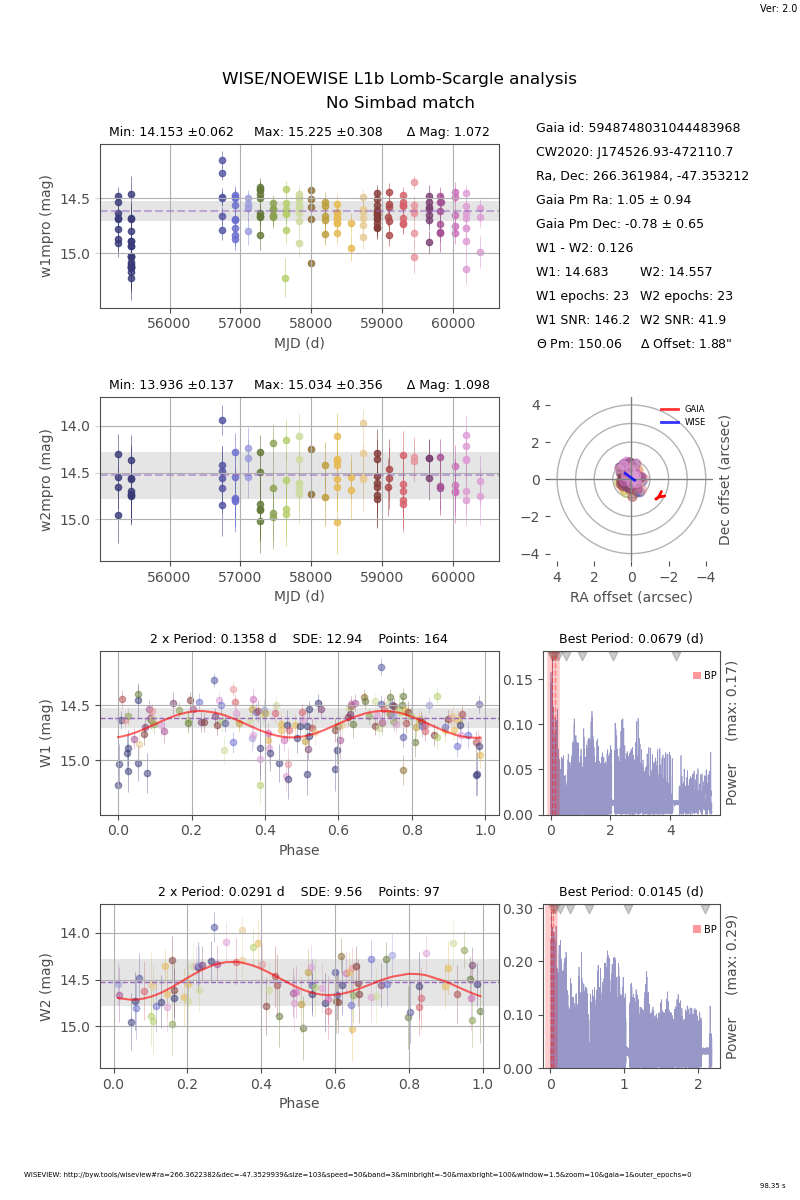 Ver: 2.0
WISE/NOEWISE L1b Lomb-Scargle analysis
No Simbad match
Min: 14.153 ±0.062 Max: 15.225 ±0.308 Δ Mag: 1.072
w1mpro (mag)
14.5
15.0
56000 57000 58000 59000 60000
MJD (d)
Gaia id: 5948748031044483968
CW2020: J174526.93-472110.7
Ra, Dec: 266.361984, -47.353212
Gaia Pm Ra: 1.05 ± 0.94
Gaia Pm Dec: -0.78 ± 0.65
W1 - W2: 0.126
W1: 14.683 W2: 14.557
W1 epochs: 23 W2 epochs: 23
W1 SNR: 146.2 W2 SNR: 41.9
Θ Pm: 150.06 Δ Offset: 1.88"
Min: 13.936 ±0.137 Max: 15.034 ±0.356 Δ Mag: 1.098
w2mpro (mag)
14.0
14.5
15.0
56000 57000 58000 59000 60000
MJD (d)
GAIA
WISE
4
2
0
−2
−4
4 2 0 −2 −4
RA offset (arcsec)
Dec offset (arcsec)
2 x Period: 0.1358 d SDE: 12.94 Points: 164
W1 (mag)
14.5
15.0
0.0 0.2 0.4 0.6 0.8 1.0
Phase
Best Period: 0.0679 (d)
BP
0.15
0.10
0.05
0.00
0 2 4
Power (max: 0.17)
2 x Period: 0.0291 d SDE: 9.56 Points: 97
W2 (mag)
14.0
14.5
15.0
0.0 0.2 0.4 0.6 0.8 1.0
Phase
Best Period: 0.0145 (d)
BP
0.30
0.20
0.10
0.00
0 1 2
Power (max: 0.29)
WISEVIEW: http://byw.tools/wiseview#ra=266.3622382&dec=-47.3529939&size=103&speed=50&band=3&minbright=-50&maxbright=100&window=1.5&zoom=10&gaia=1&outer_epochs=0
98.35 s